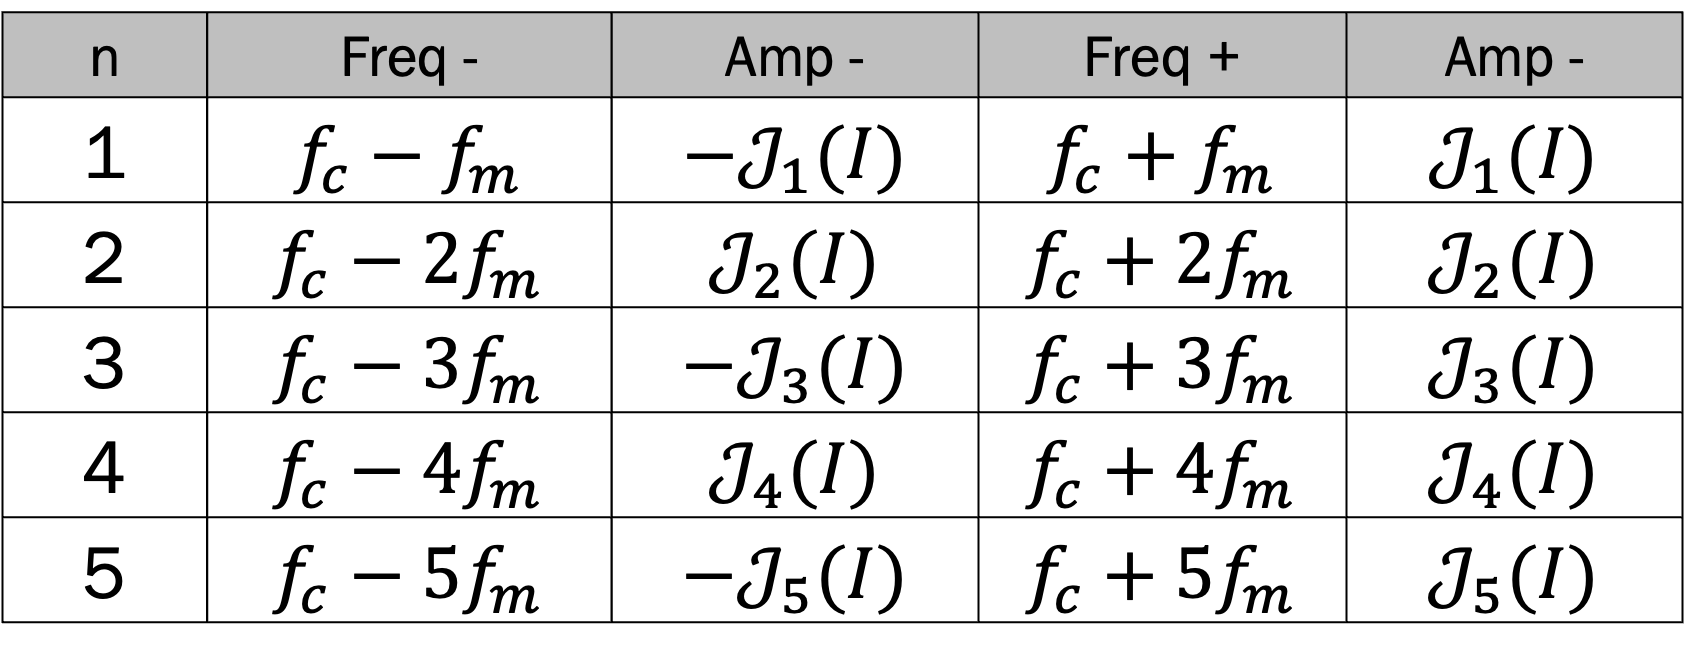 n Freq - Amp - Freq + Amp -
1 𝑓𝑐 − 𝑓𝑚 −𝒥1(𝐼) 𝑓𝑐 + 𝑓𝑚 𝒥1(𝐼)
2 𝑓𝑐 − 2𝑓𝑚 𝒥2(𝐼) 𝑓𝑐 + 2𝑓𝑚 𝒥2(𝐼)
3 𝑓𝑐 − 3𝑓𝑚 −𝒥3(𝐼) 𝑓𝑐 + 3𝑓𝑚 𝒥3(𝐼)
4 𝑓𝑐 − 4𝑓𝑚 𝒥4(𝐼) 𝑓𝑐 + 4𝑓𝑚 𝒥4(𝐼)
5 𝑓𝑐 − 5𝑓𝑚 −𝒥5(𝐼) 𝑓𝑐 + 5𝑓𝑚 𝒥5(𝐼)